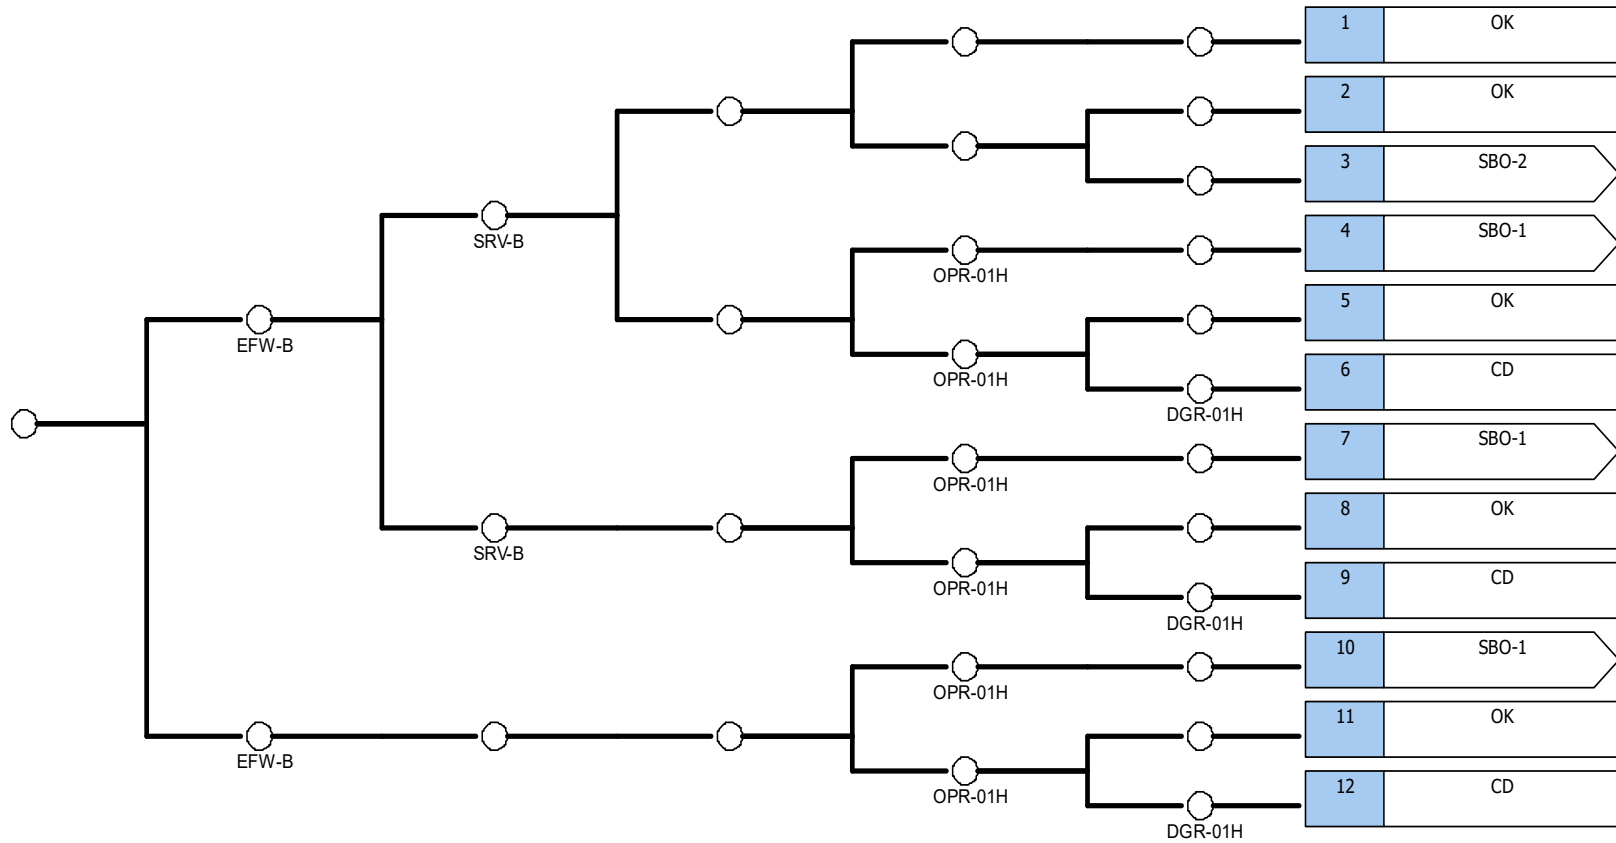 1 OK
2 OK
3 SBO-2
SRV-B
4 SBO-1
OPR-01H
5 OK
EFW-B
OPR-01H
6 CD
DGR-01H
7 SBO-1
OPR-01H
8 OK
SRV-B
9 CD
OPR-01H
DGR-01H
10 SBO-1
OPR-01H
11 OK
EFW-B
12 CD
OPR-01H
DGR-01H